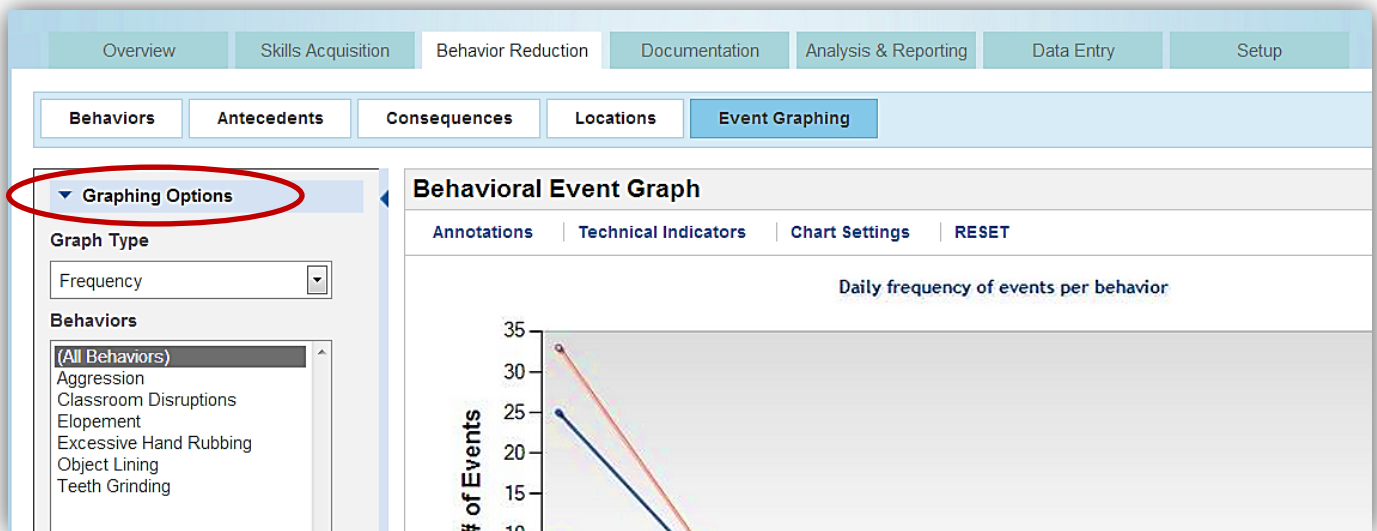 Overview Skills Acquisition Behavior Reduction Documentation Analysis & Reporting Data Entry Setup
Behaviors Antecedents Consequences Locations Event Graphing
Graphing Options
Graph Type
Frequency
Behaviors
(All Behaviors)
Aggression
Classroom Disruptions
Elopement
Excessive Hand Rubbing
Object Lining
Teeth Grinding
Behavioral Event Graph
Annotations Technical Indicators Chart Settings RESET
Daily frequency of events per behavior
35
30
25
20
15
10
# of Events